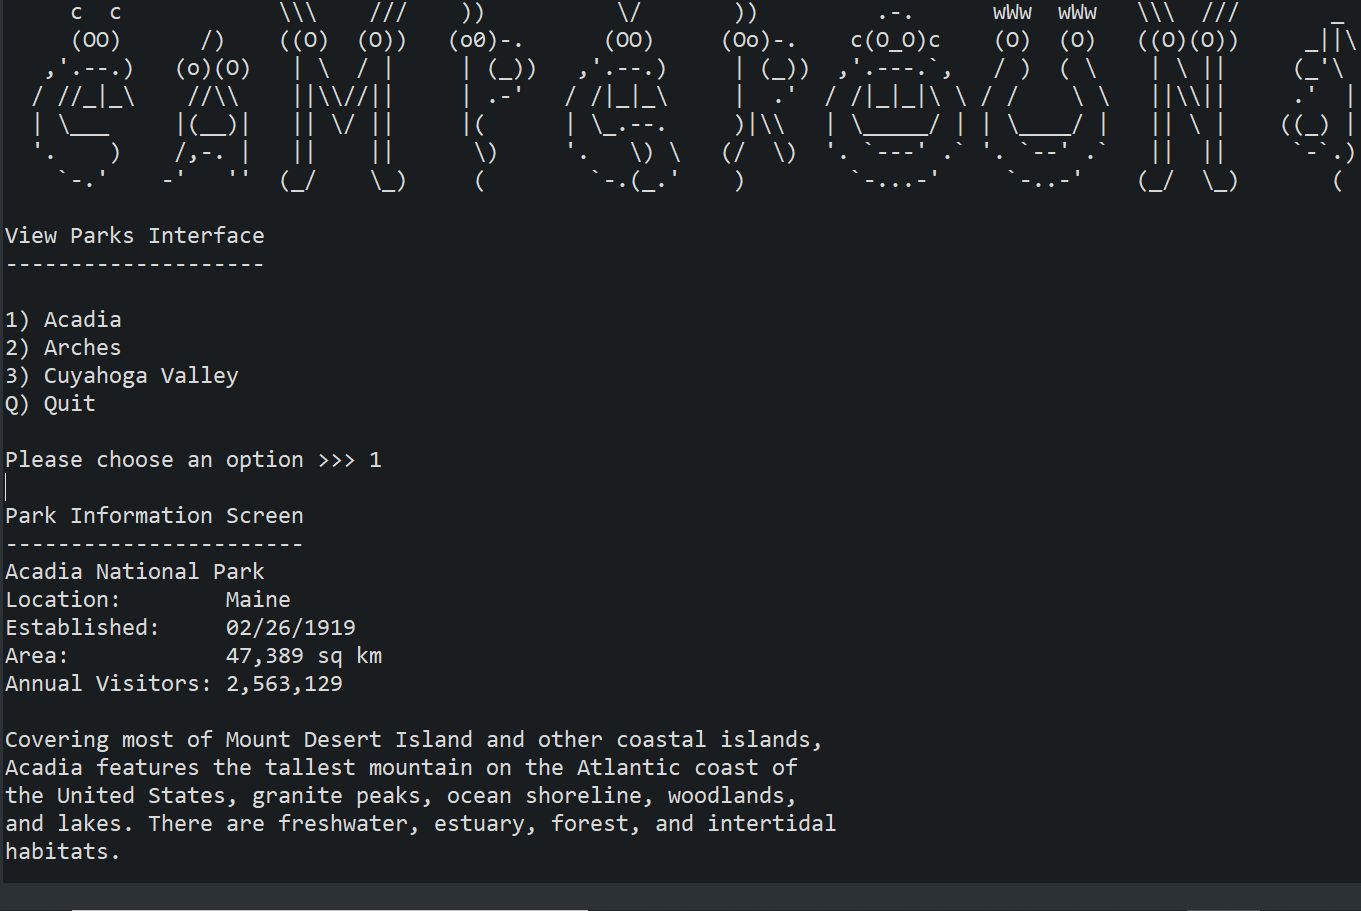 CAMPGROUN
View Parks Interface
--------------------
1) Acadia
2) Arches
3) Cuyahoga Valley
Q) Quit
Please choose an option >>> 1
Park Information Screen
-----------------------
Acadia National Park
Location: Maine
Established: 02/26/1919
Area: 47,389 sq km
Annual Visitors: 2,563,129
Covering most of Mount Desert Island and other coastal islands,
Acadia features the tallest mountain on the Atlantic coast of
the United States, granite peaks, ocean shoreline, woodlands,
and lakes. There are freshwater, estuary, forest, and intertidal
habitats.